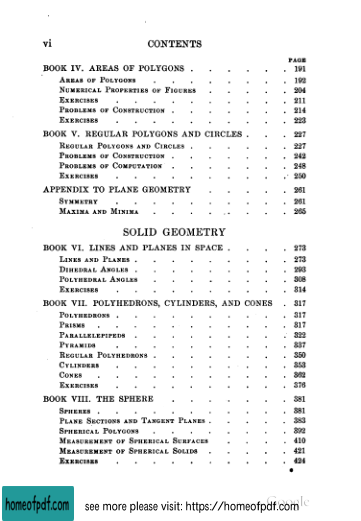 vi CONTENTS
PAGE
BOOK IV. AREAS OF POLYGONS . . . . . . 191
AREAS OF POLYGONS . . . . . . . 192
NUMERICAL PROPERTIES OF FIGURES . . . . . 204
EXERCISES . . . . . . . . . 211
PROBLEMS OF CONSTRUCTION . . . . . . 214
EXERCISES . . . . . . . . . 223
BOOK V. REGULAR POLYGONS AND CIRCLES . . . 227
REGULAR POLYGONS AND CIRCLES . . . . . 227
PROBLEMS OF CONSTRUCTION . . . . . . 242
PROBLEMS OF COMPUTATION . . . . . . 248
EXERCISES . . . . . . . . . 250
APPENDIX TO PLANE GEOMETRY . . . . . 261
SYMMETRY . . . . . . . . . 261
MAXIMA AND MINIMA . . . . . . . 265
SOLID GEOMETRY
BOOK VI. LINES AND PLANES IN SPACE . . . . 273
LINES AND PLANES . . . . . . . . 273
DIHEDRAL ANGLES . . . . . . . . 293
POLYHEDRAL ANGLES . . . . . . . 308
EXERCISES . . . . . . . . . 314
BOOK VII. POLYHEDRONS, CYLINDERS, AND CONES . 317
POLYHEDRONS . . . . . . . . . 317
PRISMS . . . . . . . . . . 317
PARALLELEPIPEDS . . . . . . . . 322
PYRAMIDS . . . . . . . . . 337
REGULAR POLYHEDRONS . . . . . . . 350
CYLINDERS . . . . . . . . . 353
CONES . . . . . . . . . . 362
EXERCISES . . . . . . . . . 376
BOOK VIII. THE SPHERE . . . . . . . 381
SPHERES . . . . . . . . . . 381
PLANE SECTIONS AND TANGENT PLANES . . . . . 383
SPHERICAL POLYGONS . . . . . . . 392
MEASUREMENT OF SPHERICAL SURFACES . . . . 410
MEASUREMENT OF SPHERICAL SOLIDS . . . . . 421
EXERCISES . . . . . . . . . 424
Google
homeofpdf.com see more please visit: https://homeofpdf.com